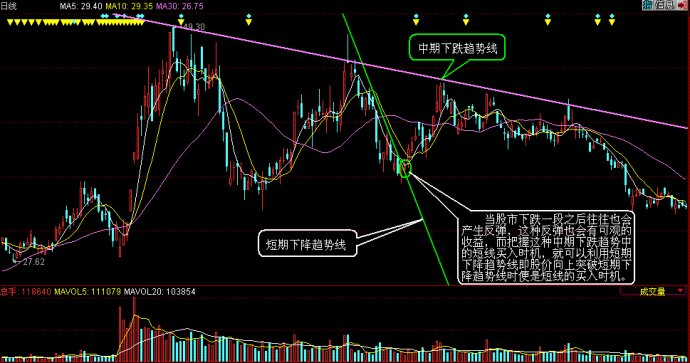 日线 MA5: 29.40 MA10: 29.35 MA30: 26.75
信息
49.30
中期下跌趋势线
当股市下跌一段之后往往也会
产生反弹，这种反弹也会有可观的
收益，而把握这种中期下跌趋势中
的短线买入时机，就可以利用短期
下降趋势线即股价向上突破短期下
降趋势线时便是短线的买入时机。
短期下降趋势线
27.62
总手: 118640 MAVOL5: 111079 MAVOL20: 103854
成交量